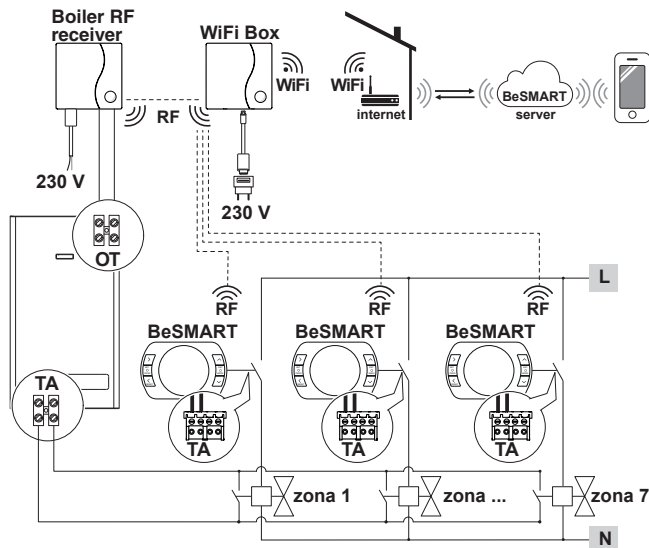 Boiler RF
receiver
WiFi Box
WiFi
WiFi
internet
BeSMART
server
RF
230 V
230 V
OT
L
RF
RF
RF
BeSMART
BeSMART
BeSMART
TA
TA
TA
TA
zona 1
zona ...
zona 7
N